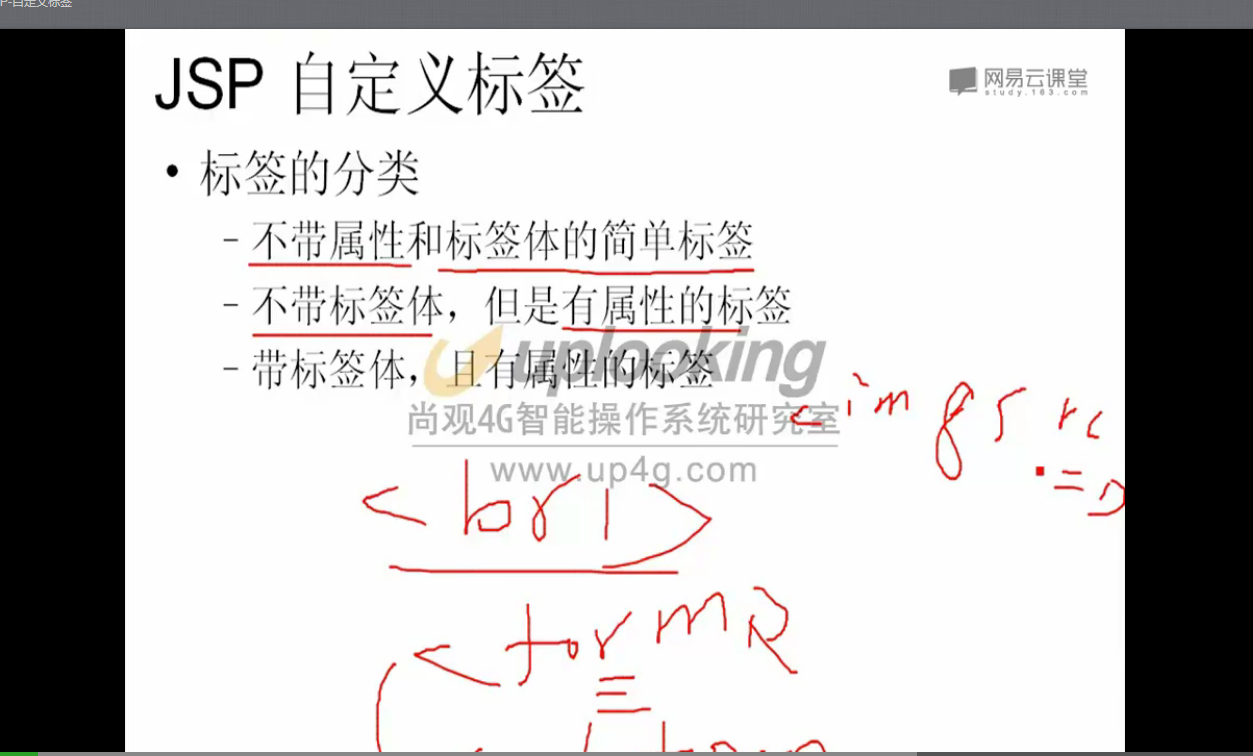 P-自定义标签
JSP 自定义标签
网易云课堂
study.163.com
• 标签的分类
– 不带属性和标签体的简单标签
– 不带标签体，但是有属性的标签
– 带标签体，且有属性的标签
uplooking
尚观4G智能操作系统研究室
www.up4g.com
< img src
<br/>
<form
</form